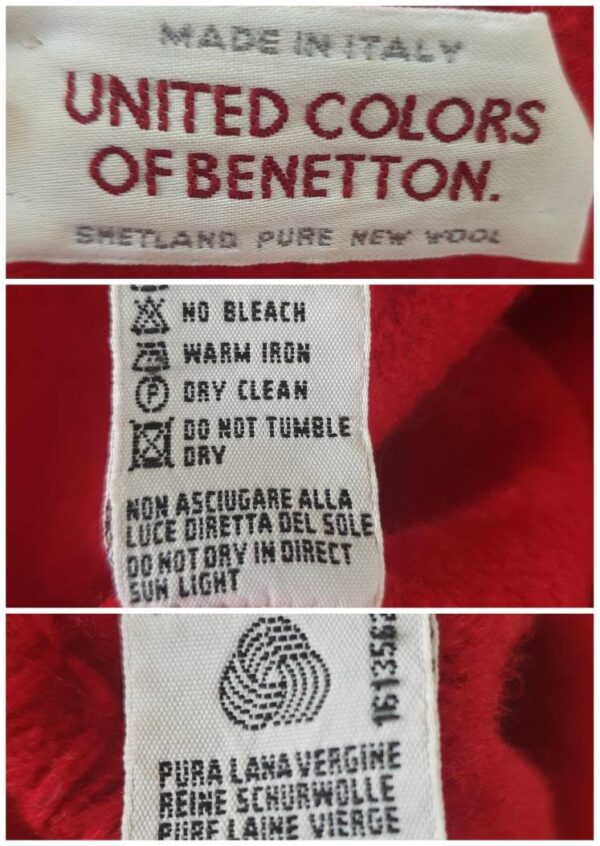 MADE IN ITALY
UNITED COLORS
OF BENETTON.
SHETLAND PURE NEW WOOL
NO BLEACH
WARM IRON
P DRY CLEAN
DO NOT TUMBLE
DRY
NON ASCIUGARE ALLA
LUCE DIRETTA DEL SOLE
DO NOT DRY IN DIRECT
SUN LIGHT
PURA LANA VERGINE
REINE SCHURWOLLE
PURE LAINE VIERGE